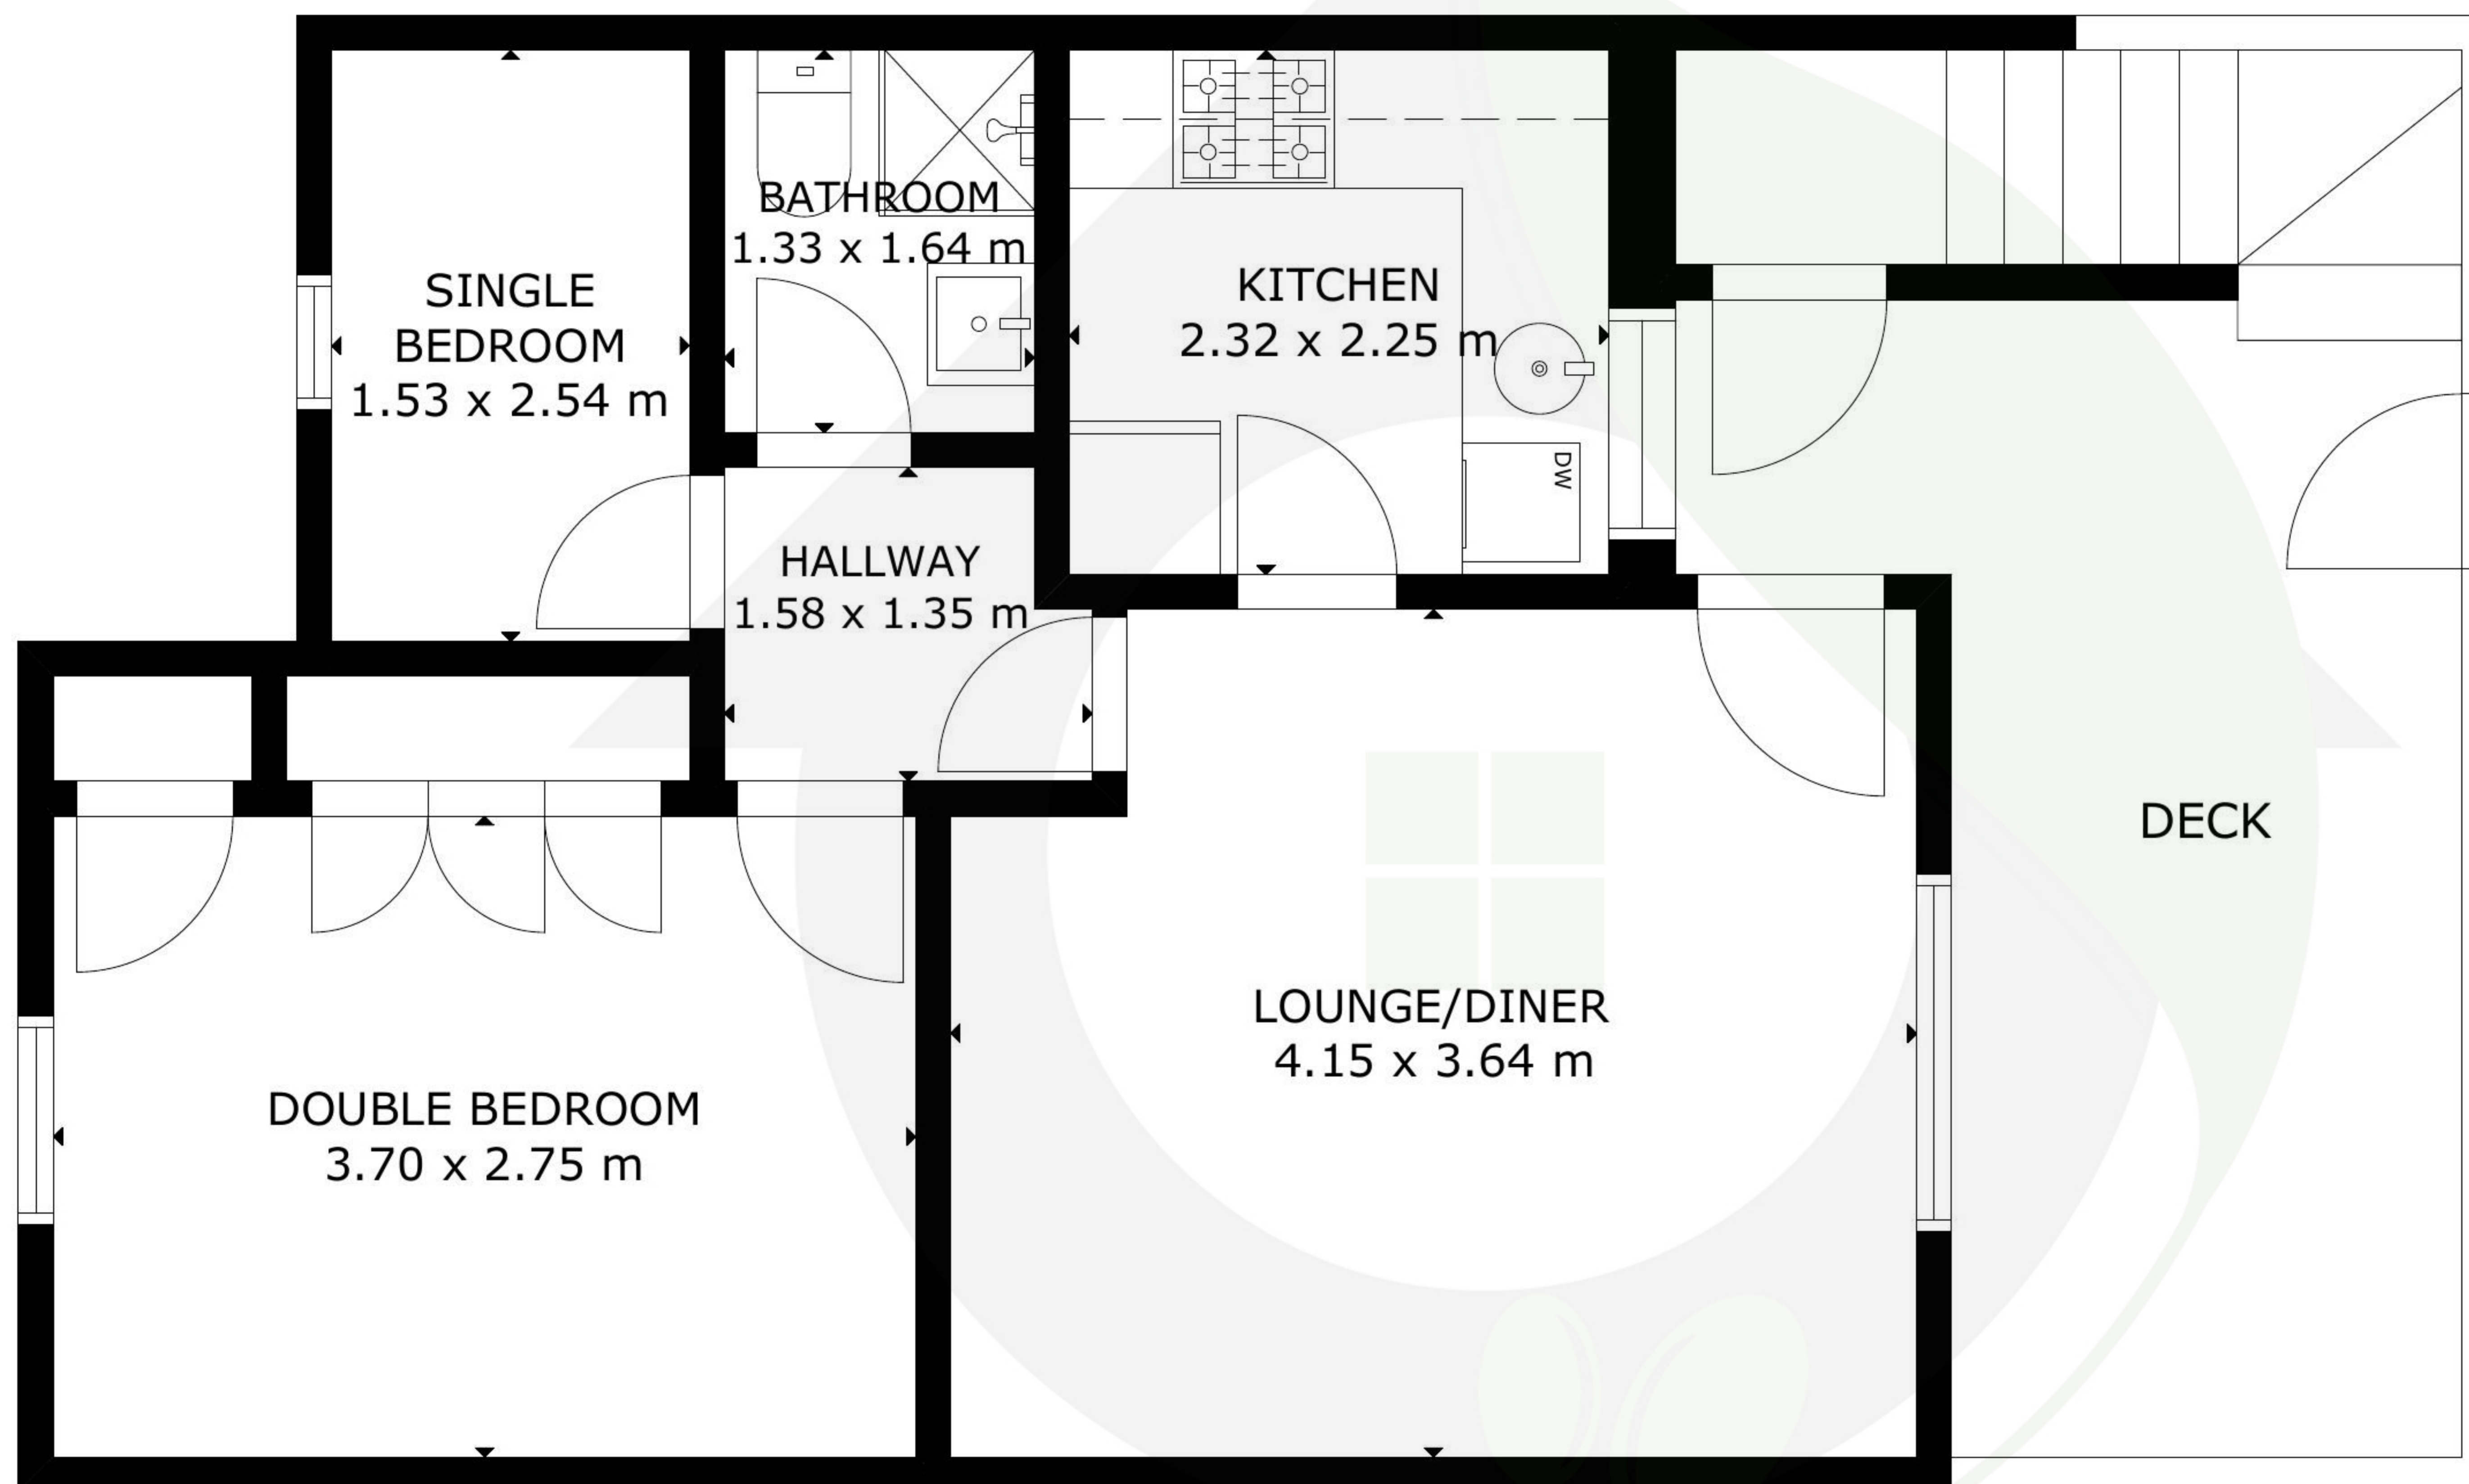 SINGLE
BEDROOM
1.53 x 2.54 m
BATHROOM
1.33 x 1.64 m
KITCHEN
2.32 x 2.25 m
DW
HALLWAY
1.58 x 1.35 m
DECK
LOUNGE/DINER
4.15 x 3.64 m
DOUBLE BEDROOM
3.70 x 2.75 m